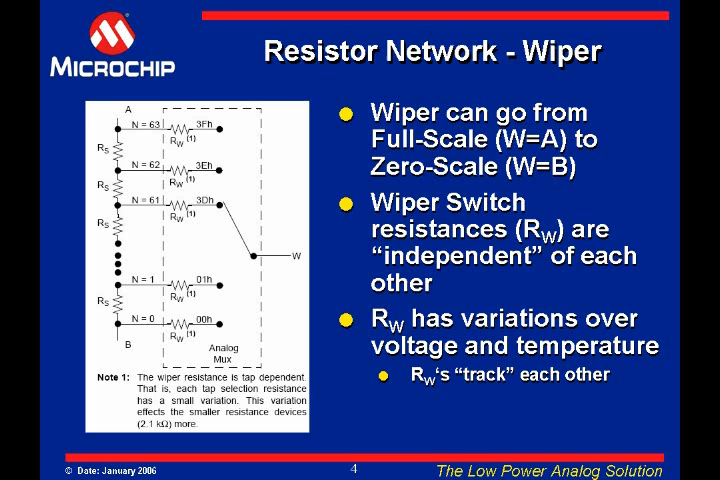 MICROCHIP
Resistor Network - Wiper
A
N = 63
3Fh
RW (1)
RS
N = 62
3Eh
RW (1)
RS
N = 61
3Dh
RW (1)
RS
W
N = 1
01h
RW (1)
RS
N = 0
00h
RW (1)
B
Analog
Mux
Note 1: The wiper resistance is tap dependent.
That is, each tap selection resistance
has a small variation. This variation
effects the smaller resistance devices
(2.1 kΩ) more.
Wiper can go from
Full-Scale (W=A) to
Zero-Scale (W=B)
Wiper Switch
resistances (RW) are
“independent” of each
other
RW has variations over
voltage and temperature
RW‘s “track” each other
© Date: January 2006
4
The Low Power Analog Solution